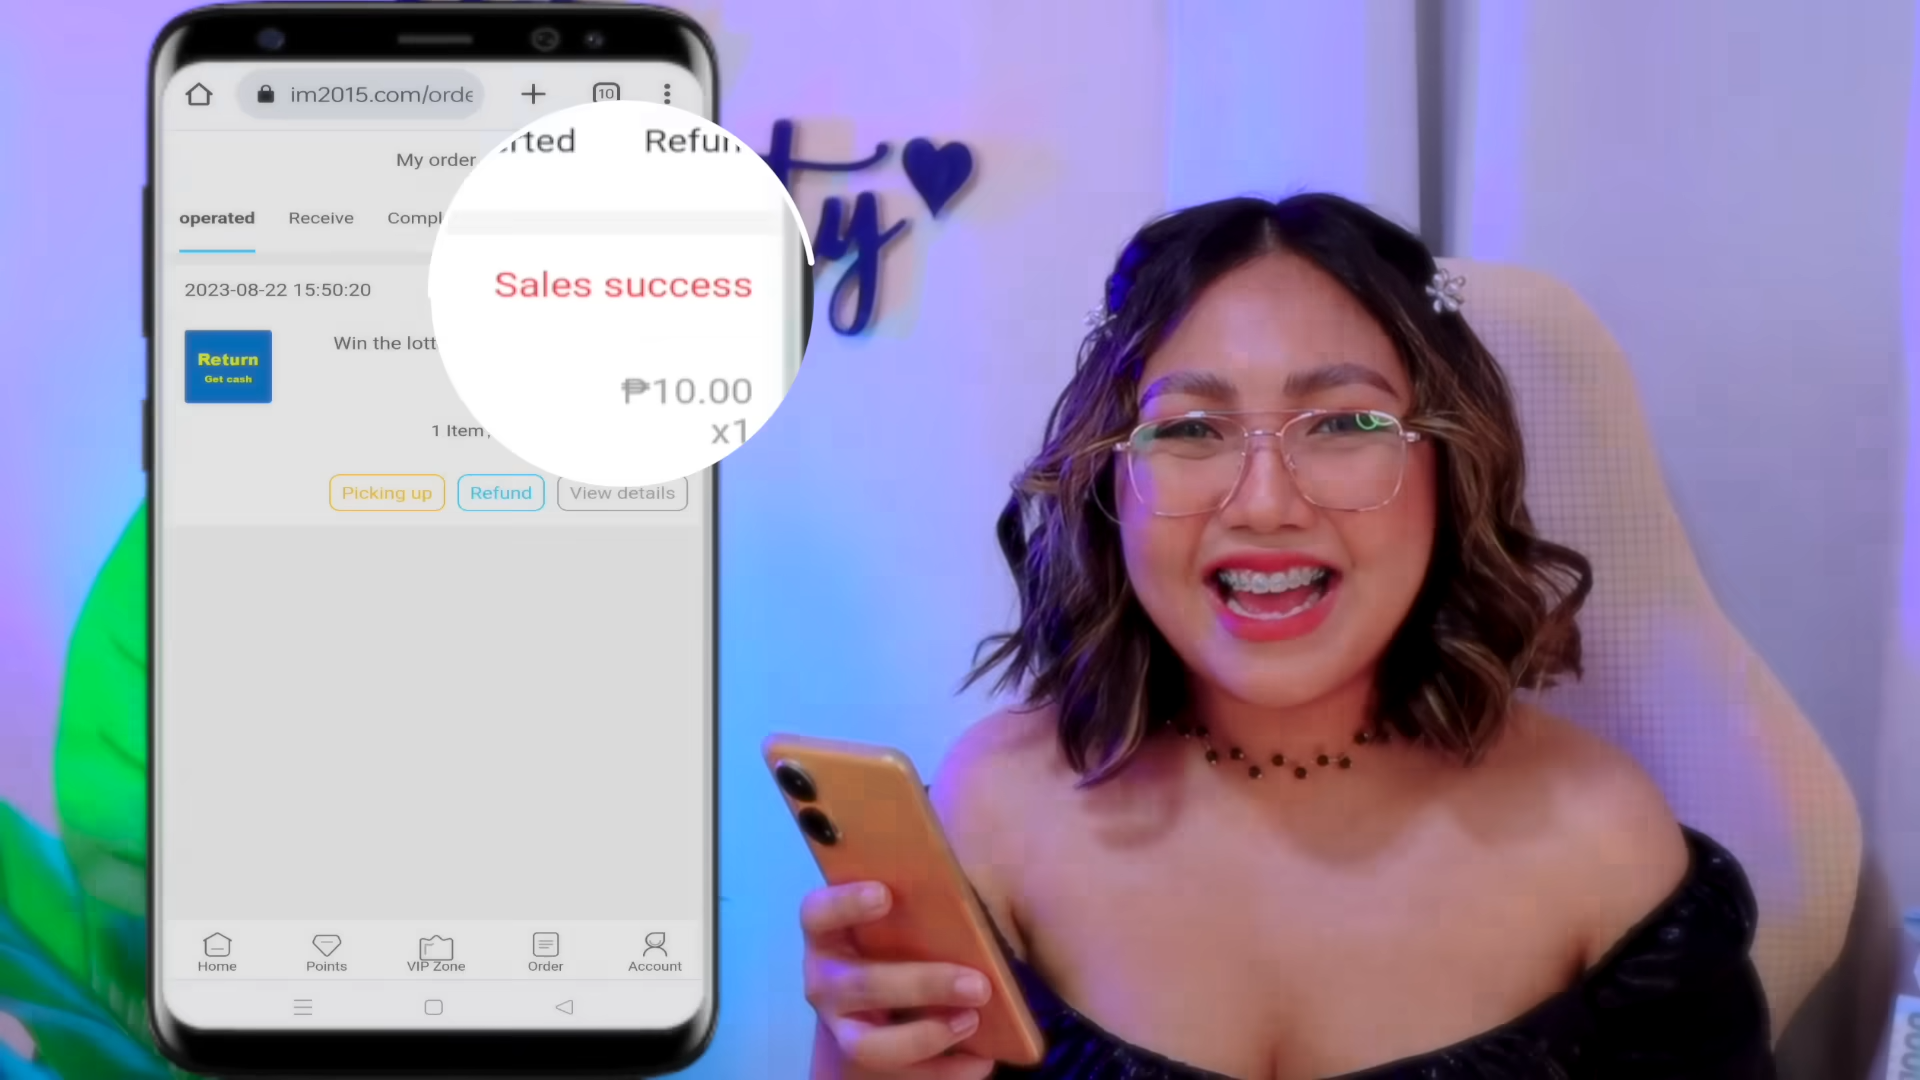 im2015.com/orde
10
My order
rted Refun
operated Receive Compl
2023-08-22 15:50:20
Sales success
Return
Get cash
Win the lott
₱10.00
x1
1 Item,
Picking up Refund View details
Home Points VIP Zone Order Account
ty